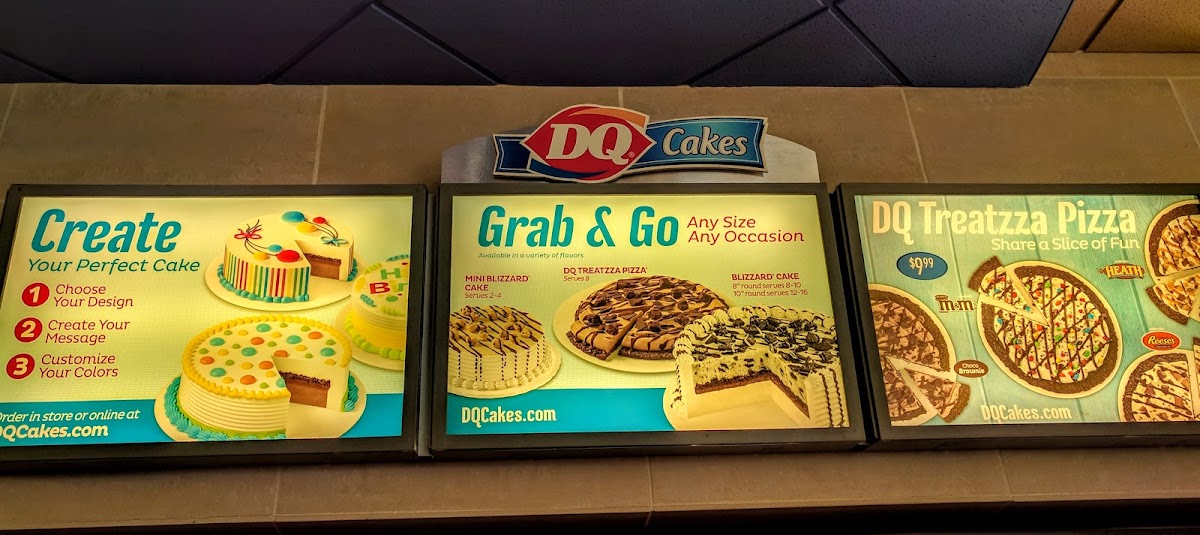 DQ® Cakes
Create
Your Perfect Cake
1 Choose
Your Design
2 Create Your
Message
3 Customize
Your Colors
Order in store or online at
DQCakes.com
Grab & Go
Any Size
Any Occasion
Available in a variety of flavors
MINI BLIZZARD®
CAKE
Serves 2-4
DQ TREATZZA PIZZA®
Serves 8
BLIZZARD® CAKE
8" round serves 8-10
10" round serves 12-16
DQCakes.com
DQ Treatzza Pizza
Share a Slice of Fun
$9.99
HEATH
m&m
Reese's
Choco
Brownie
DQCakes.com